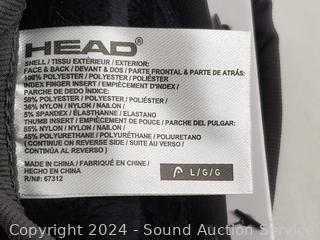 HEAD®
SHELL / TISSU EXTÉRIEUR / EXTERIOR:
FACE & BACK / DEVANT & DOS / PARTE FRONTAL & PARTE DE ATRÁS:
100% POLYESTER / POLYESTER / POLIÉSTER
INDEX FINGER INSERT / EMPIÈCEMENT D'INDEX /
PARCHE DE DEDO ÍNDICE:
59% POLYESTER / POLYESTER / POLIÉSTER
36% NYLON / NYLON / NAILON
5% SPANDEX / ÉLASTHANNE / ELASTANO
THUMB INSERT / EMPIÈCEMENT DE POUCE / PARCHE DEL PULGAR:
55% NYLON / NYLON / NAILON
45% POLYURETHANE / POLYURÉTHANE / POLIURETANO
( CONTINUE ON REVERSE SIDE / SUITE AU VERSO /
CONTINÚA AL REVERSO )
MADE IN CHINA / FABRIQUÉ EN CHINE /
HECHO EN CHINA
R/N#: 67312
L/G/G
Copyright 2024 - Sound Auction Service